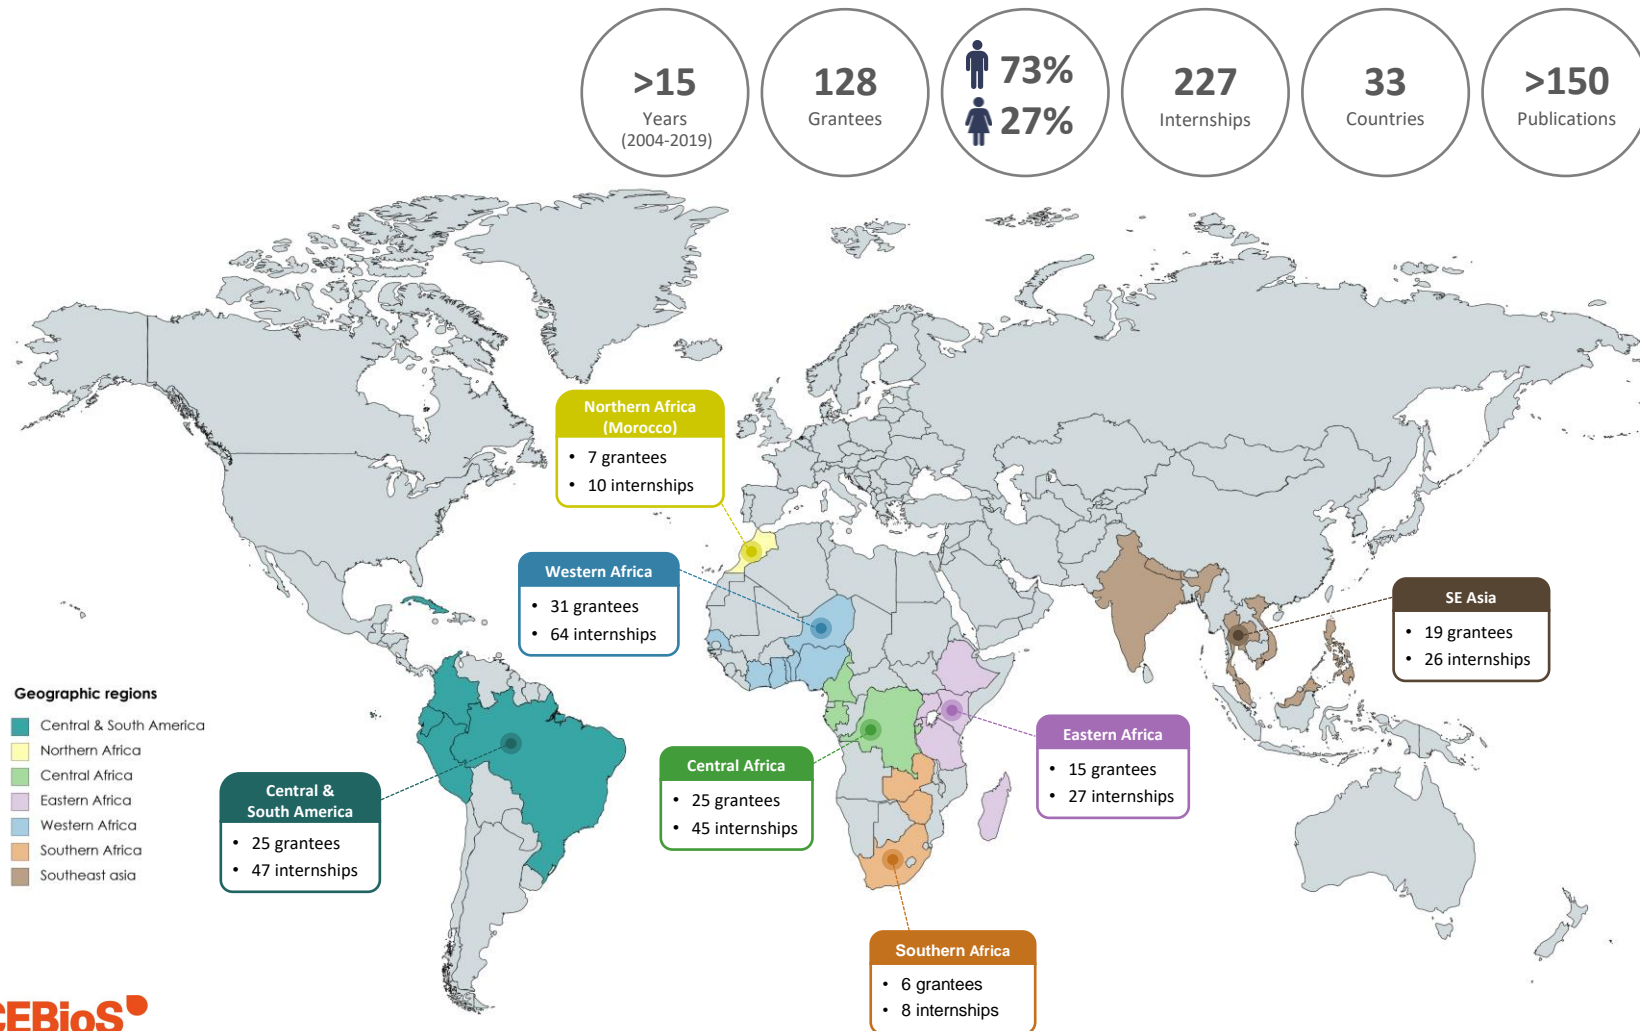 >15
Years
(2004-2019)
128
Grantees
73%
27%
227
Internships
33
Countries
>150
Publications
Northern Africa
(Morocco)
• 7 grantees
• 10 internships
Western Africa
• 31 grantees
• 64 internships
SE Asia
• 19 grantees
• 26 internships
Geographic regions
Central & South America
Northern Africa
Central Africa
Eastern Africa
Western Africa
Southern Africa
Southeast asia
Central &
South America
• 25 grantees
• 47 internships
Central Africa
• 25 grantees
• 45 internships
Eastern Africa
• 15 grantees
• 27 internships
Southern Africa
• 6 grantees
• 8 internships
CEBioS